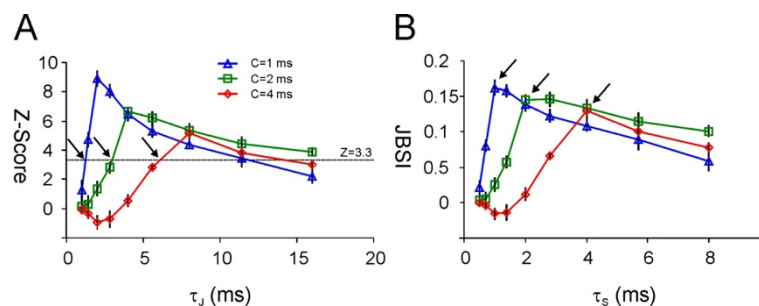 A
Z-Score
10
8
6
4
2
0
C=1 ms
C=2 ms
C=4 ms
Z=3.3
0 5 10 15 20
τJ (ms)
B
JBSI
0.2
0.15
0.1
0.05
0
0 2 4 6 8
τS (ms)